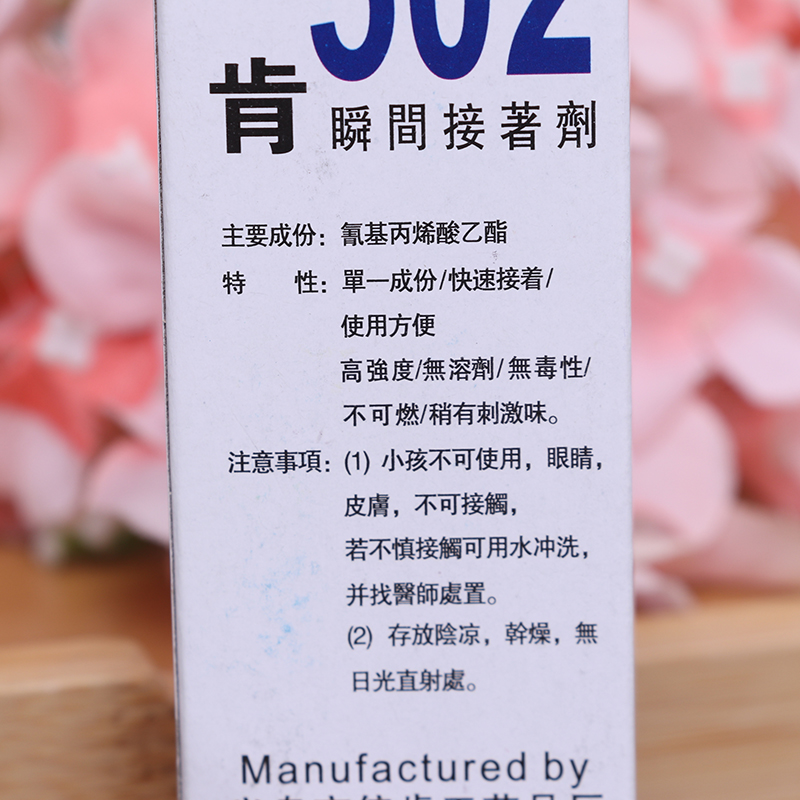 502
肯 瞬間接著劑
主要成份：氰基丙烯酸乙酯
特 性：單一成份/快速接着/
使用方便
高強度/無溶劑/無毒性/
不可燃/稍有刺激味。
注意事項：(1) 小孩不可使用，眼睛，
皮膚，不可接觸，
若不慎接觸可用水冲洗，
并找醫師處置。
(2) 存放陰凉，幹燥，無
日光直射處。
Manufactured by